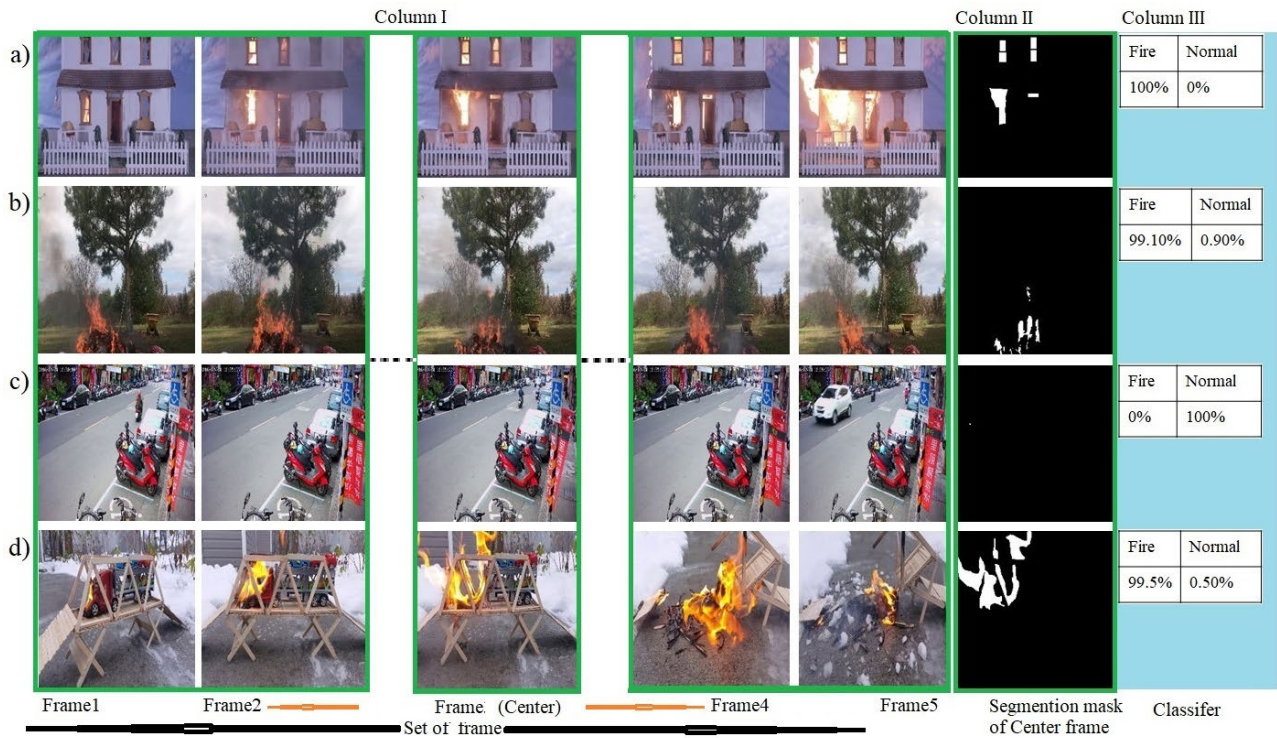 Column I Column II Column III
a)
Fire Normal
100% 0%
b)
Fire Normal
99.10% 0.90%
c)
Fire Normal
0% 100%
d)
Fire Normal
99.5% 0.50%
Frame1 Frame2 Frame (Center) Frame4 Frame5
Segmention mask
of Center frame
Classifer
Set of frame